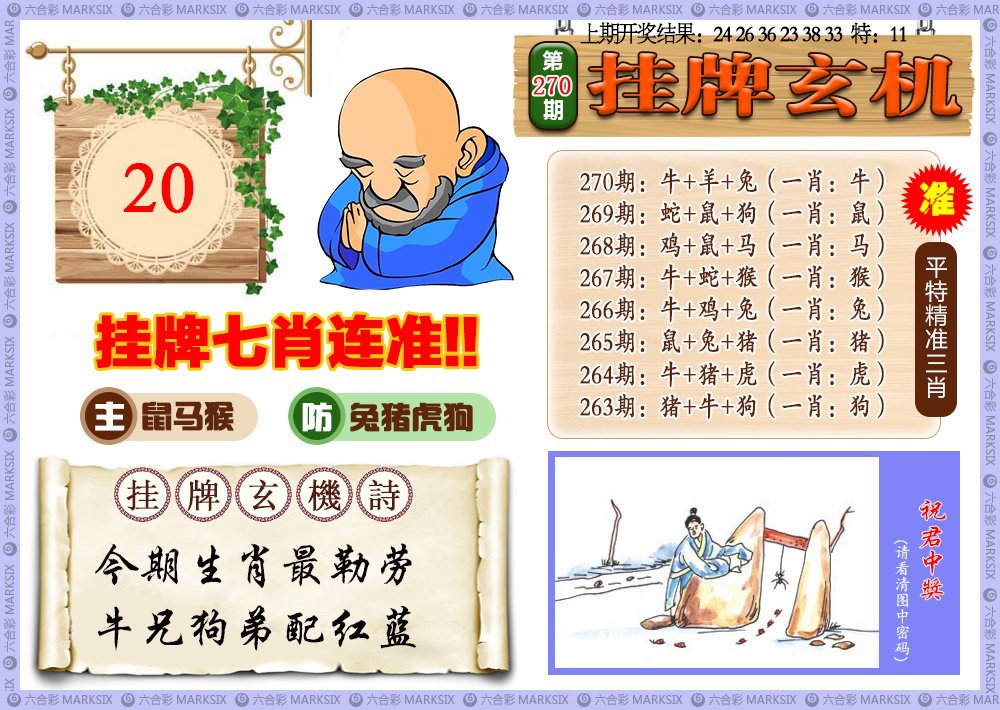 六合彩 MARKSIX
上期开奖结果：24 26 36 23 38 33 特：11
第
270
期
挂牌玄机
20
挂牌七肖连准!!
主 鼠马猴
防 兔猪虎狗
挂牌玄機詩
今期生肖最勒劳
牛兄狗弟配红蓝
270期：牛+羊+兔（一肖：牛）
269期：蛇+鼠+狗（一肖：鼠）
268期：鸡+鼠+马（一肖：马）
267期：牛+蛇+猴（一肖：猴）
266期：牛+鸡+兔（一肖：兔）
265期：鼠+兔+猪（一肖：猪）
264期：牛+猪+虎（一肖：虎）
263期：猪+牛+狗（一肖：狗）
准
平特精准三肖
祝君中獎
（请看清图中密码）